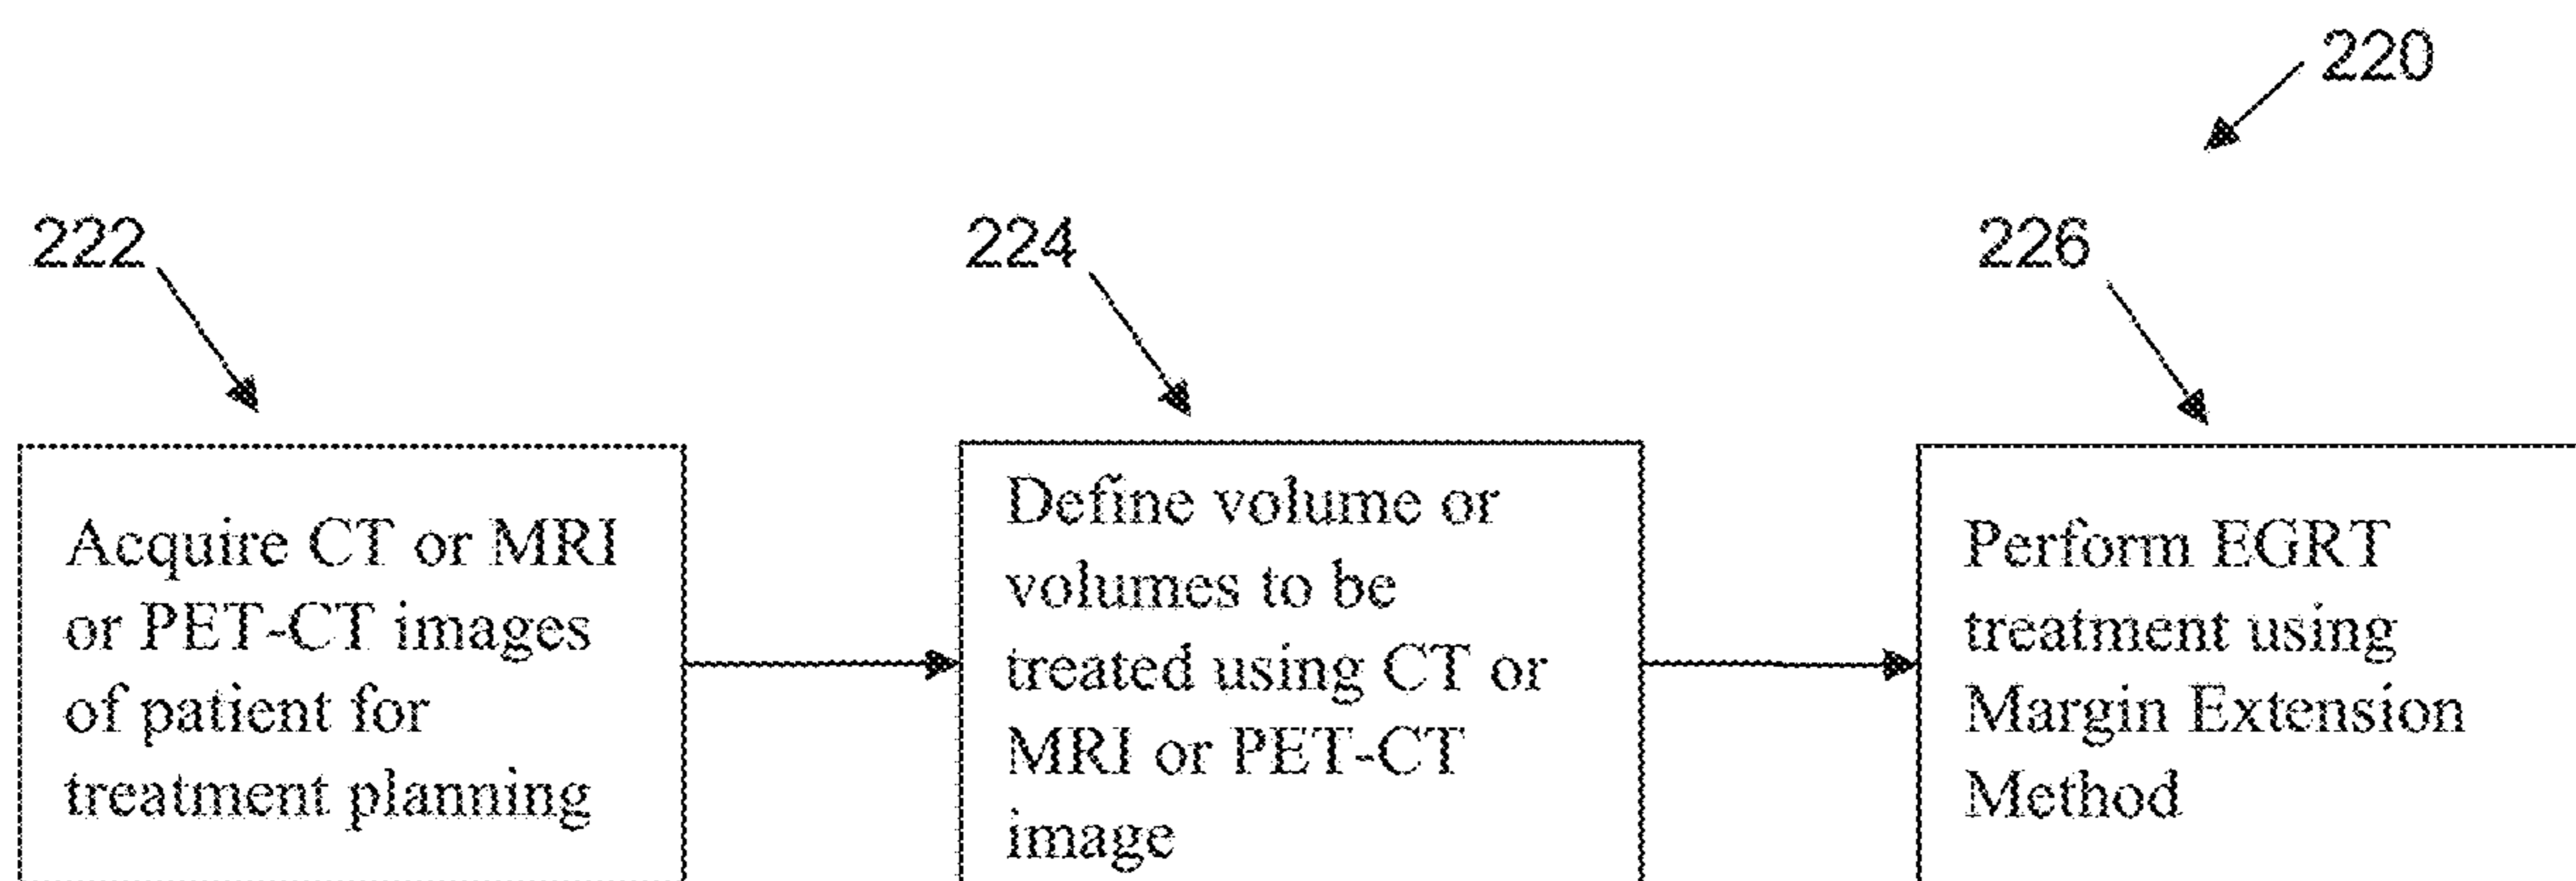 220
222
224
226
Acquire CT or MRI
or PET-CT images
of patient for
treatment planning
Define volume or
volumes to be
treated using CT or
MRI or PET-CT
image
Perform EGRT
treatment using
Margin Extension
Method